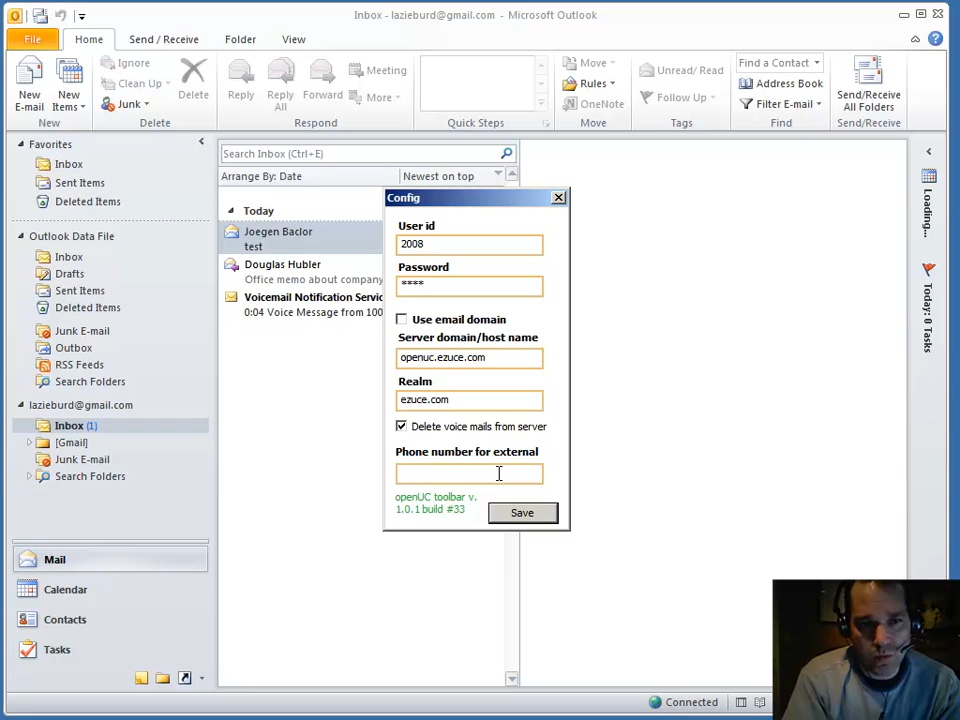 Inbox - lazieburd@gmail.com - Microsoft Outlook
File
Home
Send / Receive
Folder
View
New E-mail
New Items
New
Ignore
Clean Up
Junk
Delete
Delete
Reply
Reply All
Forward
Meeting
More
Respond
Quick Steps
Move
Rules
OneNote
Move
Unread/ Read
Follow Up
Tags
Find a Contact
Address Book
Filter E-mail
Find
Send/Receive All Folders
Send/Receive
Favorites
Inbox
Sent Items
Deleted Items
Outlook Data File
Inbox
Drafts
Sent Items
Deleted Items
Junk E-mail
Outbox
RSS Feeds
Search Folders
lazieburd@gmail.com
Inbox (1)
[Gmail]
Junk E-mail
Search Folders
Mail
Calendar
Contacts
Tasks
Search Inbox (Ctrl+E)
Arrange By: Date
Newest on top
Today
Joegen Baclor
test
Douglas Hubler
Office memo about company
Voicemail Notification Servic
0:04 Voice Message from 100
Config
User id
2008
Password
****
Use email domain
Server domain/host name
openuc.ezuce.com
Realm
ezuce.com
Delete voice mails from server
Phone number for external
openUC toolbar v.
1.0.1 build #33
Save
Loading...
Today: 0 Tasks
Connected